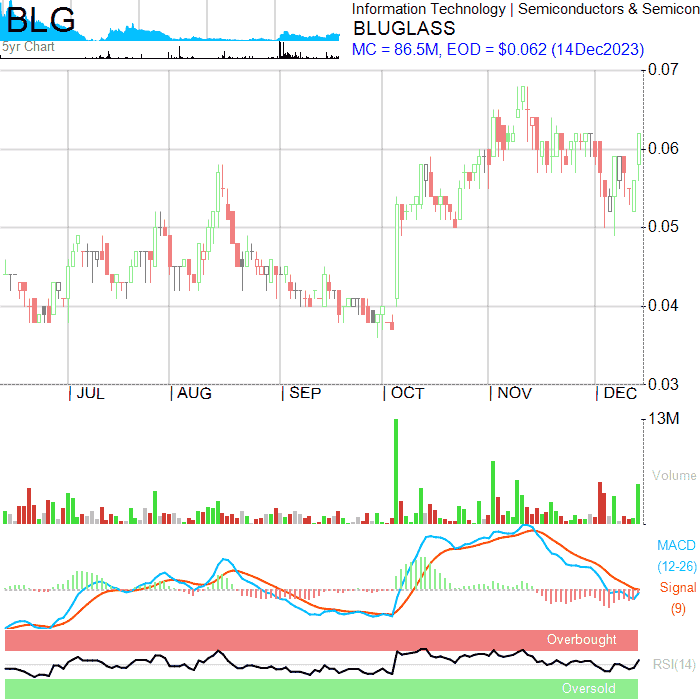 BLG
5yr Chart
Information Technology | Semiconductors & Semicon
BLUGLASS
MC = 86.5M, EOD = $0.062 (14Dec2023)
0.07
0.06
0.05
0.04
0.03
| JUL | AUG | SEP | OCT | NOV | DEC
13M
Volume
MACD
(12-26)
Signal
(9)
Overbought
RSI(14)
Oversold